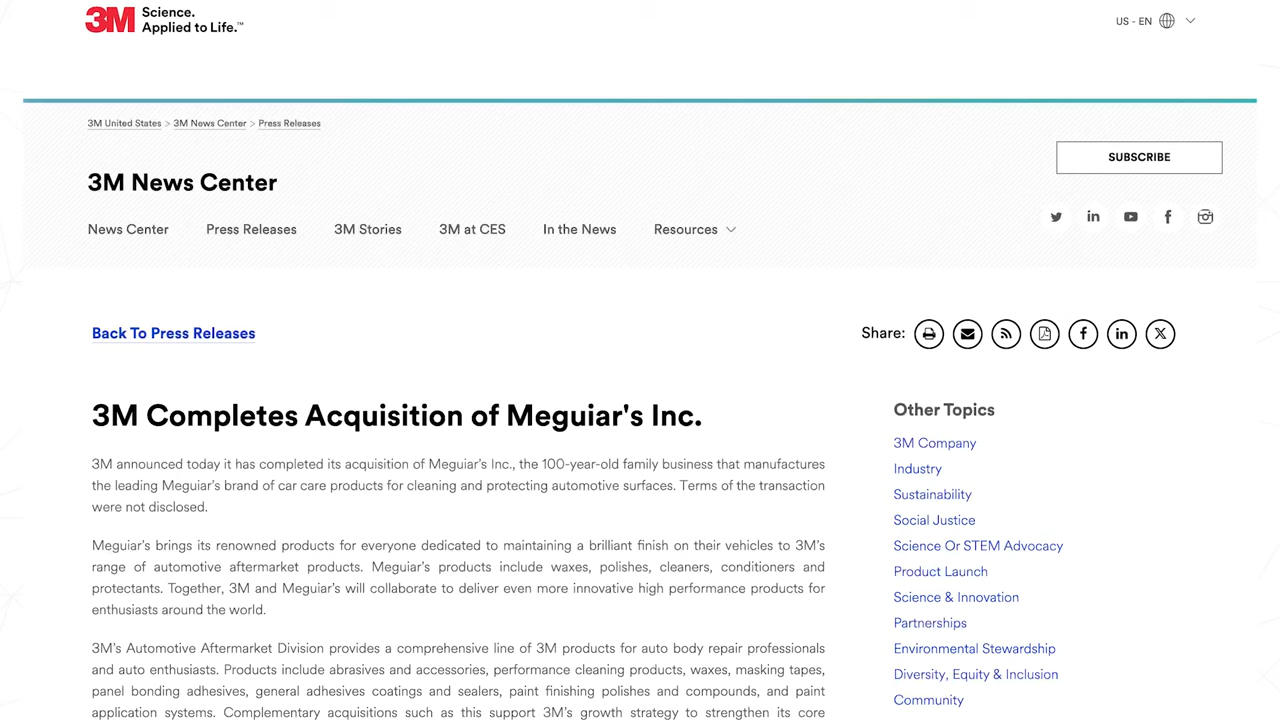 3M Science.
Applied to Life.™
US - EN
3M United States > 3M News Center > Press Releases
SUBSCRIBE
3M News Center
News Center Press Releases 3M Stories 3M at CES In the News Resources
Back To Press Releases
Share:
3M Completes Acquisition of Meguiar's Inc.
3M announced today it has completed its acquisition of Meguiar’s Inc., the 100-year-old family business that manufactures
the leading Meguiar’s brand of car care products for cleaning and protecting automotive surfaces. Terms of the transaction
were not disclosed.
Meguiar’s brings its renowned products for everyone dedicated to maintaining a brilliant finish on their vehicles to 3M’s
range of automotive aftermarket products. Meguiar’s products include waxes, polishes, cleaners, conditioners and
protectants. Together, 3M and Meguiar’s will collaborate to deliver even more innovative high performance products for
enthusiasts around the world.
3M’s Automotive Aftermarket Division provides a comprehensive line of 3M products for auto body repair professionals
and auto enthusiasts. Products include abrasives and accessories, performance cleaning products, waxes, masking tapes,
panel bonding adhesives, general adhesives coatings and sealers, paint finishing polishes and compounds, and paint
application systems. Complementary acquisitions such as this support 3M’s growth strategy to strengthen its core
Other Topics
3M Company
Industry
Sustainability
Social Justice
Science Or STEM Advocacy
Product Launch
Science & Innovation
Partnerships
Environmental Stewardship
Diversity, Equity & Inclusion
Community